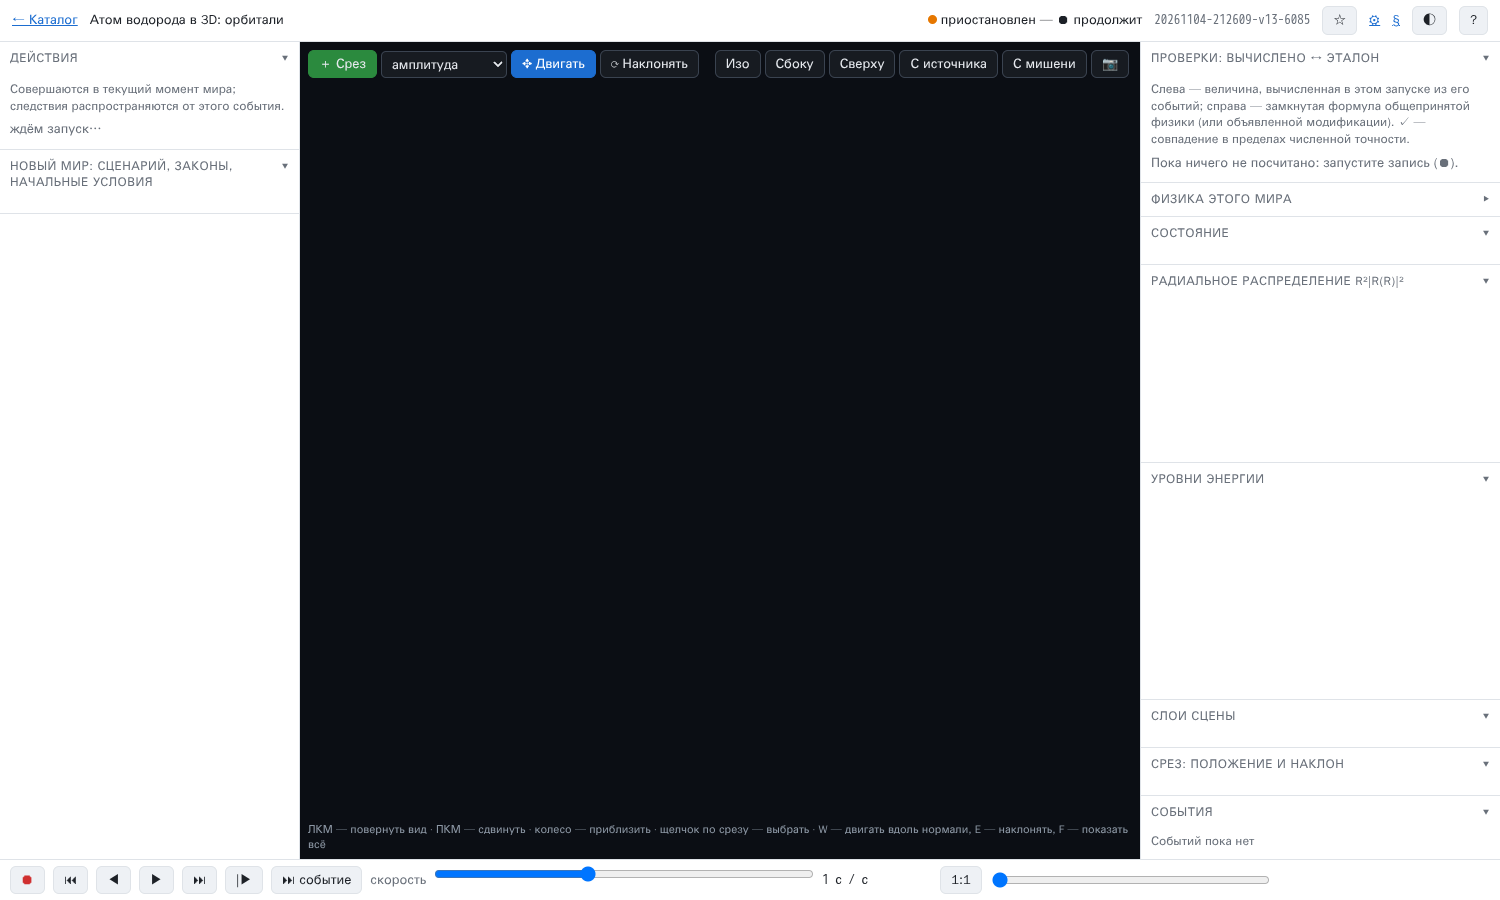 ← Каталог
Атом водорода в 3D: орбитали
приостановлен — ● продолжит
20261104-212609-v13-6085
☆
⚙
§
◐
?
ДЕЙСТВИЯ
Совершаются в текущий момент мира;
следствия распространяются от этого события.
ждём запуск…
НОВЫЙ МИР: СЦЕНАРИЙ, ЗАКОНЫ,
НАЧАЛЬНЫЕ УСЛОВИЯ
+ Срез
амплитуда
✥ Двигать
⟳ Наклонять
Изо
Сбоку
Сверху
С источника
С мишени
ЛКМ — повернуть вид · ПКМ — сдвинуть · колесо — приблизить · щелчок по срезу — выбрать · W — двигать вдоль нормали, E — наклонять, F — показать
всё
ПРОВЕРКИ: ВЫЧИСЛЕНО ↔ ЭТАЛОН
Слева — величина, вычисленная в этом запуске из его
событий; справа — замкнутая формула общепринятой
физики (или объявленной модификации). ✓ —
совпадение в пределах численной точности.
Пока ничего не посчитано: запустите запись (⏺).
ФИЗИКА ЭТОГО МИРА
СОСТОЯНИЕ
РАДИАЛЬНОЕ РАСПРЕДЕЛЕНИЕ R²|R(R)|²
УРОВНИ ЭНЕРГИИ
СЛОИ СЦЕНЫ
СРЕЗ: ПОЛОЖЕНИЕ И НАКЛОН
СОБЫТИЯ
Событий пока нет
⏭ событие
скорость
1 с / с
1:1